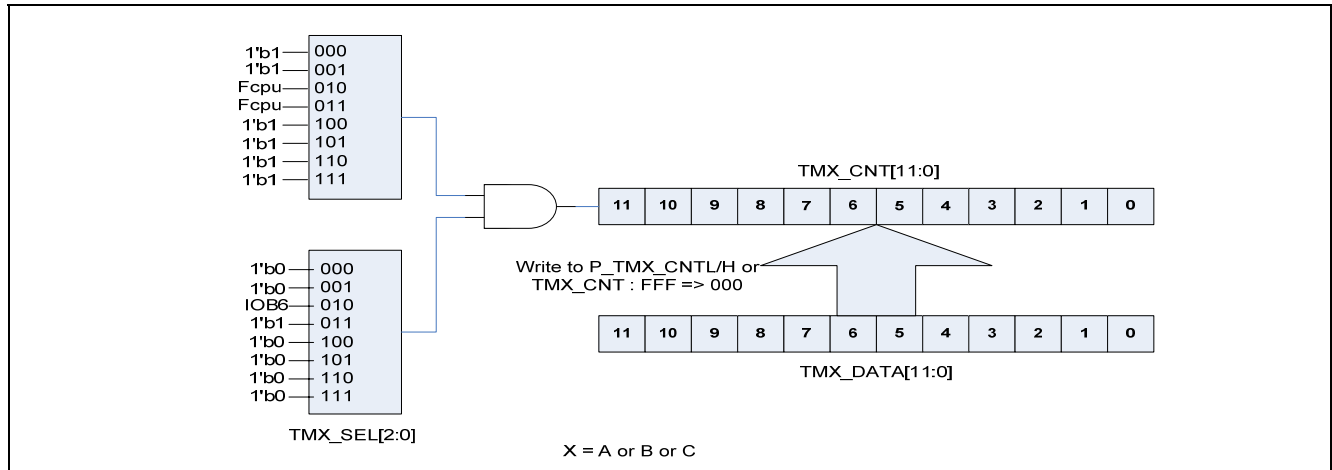 1'b1 000
1'b1 001
Fcpu 010
Fcpu 011
1'b1 100
1'b1 101
1'b1 110
1'b1 111
TMX_CNT[11:0]
11 10 9 8 7 6 5 4 3 2 1 0
1'b0 000
1'b0 001
IOB6 010
1'b1 011
1'b0 100
1'b0 101
1'b0 110
1'b0 111
TMX_SEL[2:0]
Write to P_TMX_CNTL/H or
TMX_CNT : FFF => 000
11 10 9 8 7 6 5 4 3 2 1 0
TMX_DATA[11:0]
X = A or B or C